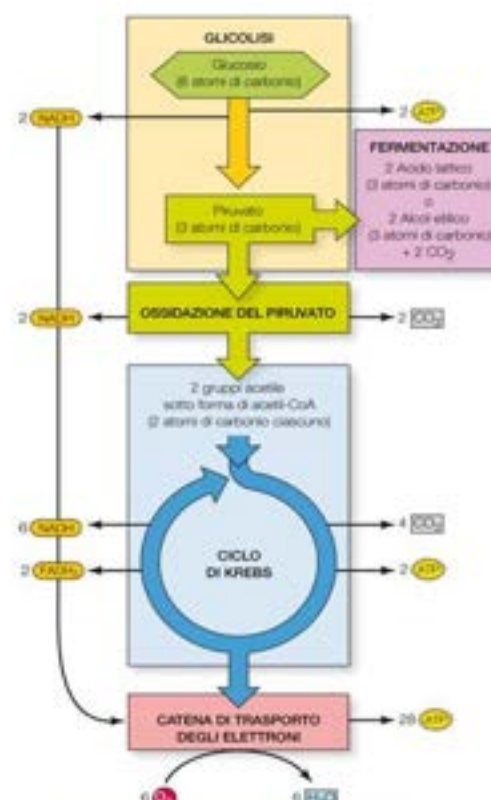 GLICOLISI
Glucosio
(6 atomi di carbonio)
2 NADH
2 ATP
FERMENTAZIONE
2 Acido lattico
(3 atomi di carbonio)
o
2 Alcol etilico
(3 atomi di carbonio)
+ 2 CO₂
Piruvato
(3 atomi di carbonio)
2 NADH
OSSIDAZIONE DEL PIRUVATO
2 CO₂
2 gruppi acetile
sotto forma di acetil-CoA
(2 atomi di carbonio ciascuno)
6 NADH
4 CO₂
CICLO
DI KREBS
2 FADH₂
2 ATP
CATENA DI TRASPORTO
DEGLI ELETTRONI
28 ATP
6 O₂
6 H₂O